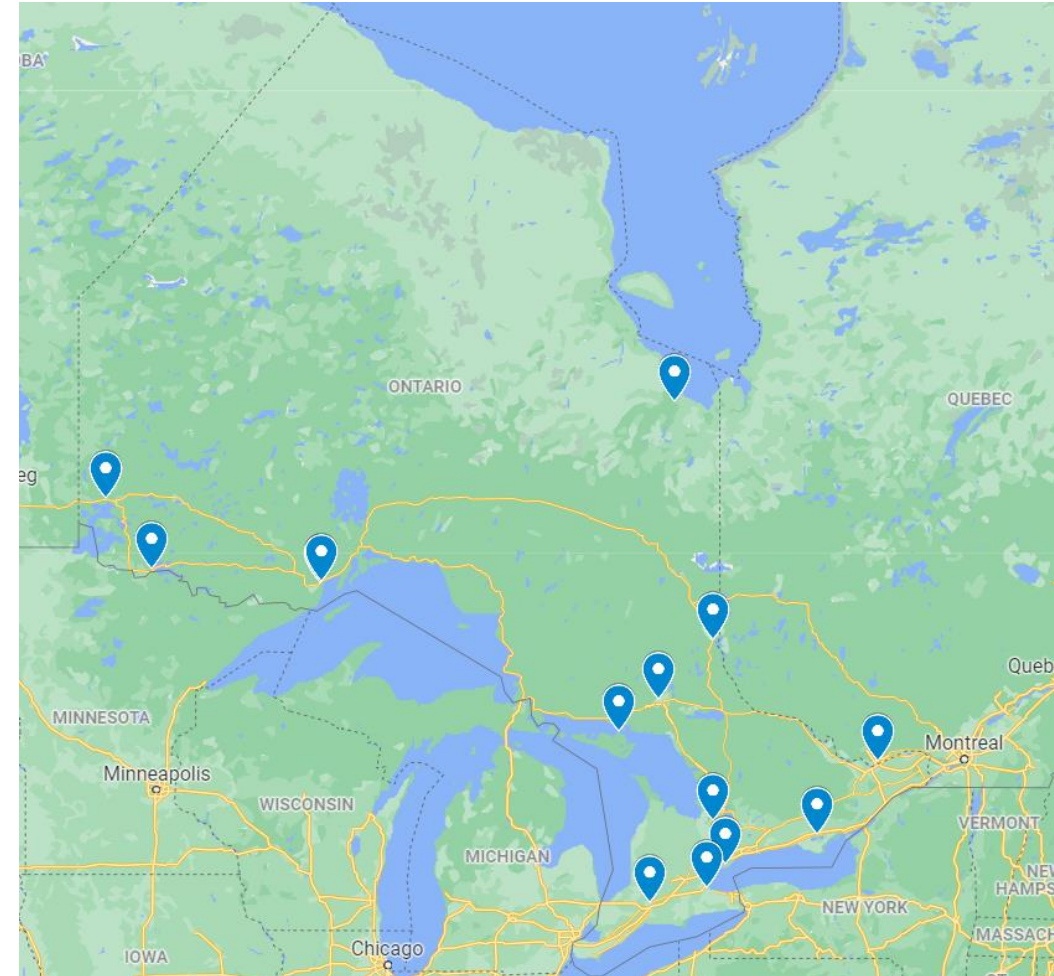 BA
ONTARIO
QUEBEC
eg
Queb
MINNESOTA
Montreal
Minneapolis
WISCONSIN
VERMONT
MICHIGAN
NEW
HAMPS
NEW YORK
MASSACH
Chicago
IOWA